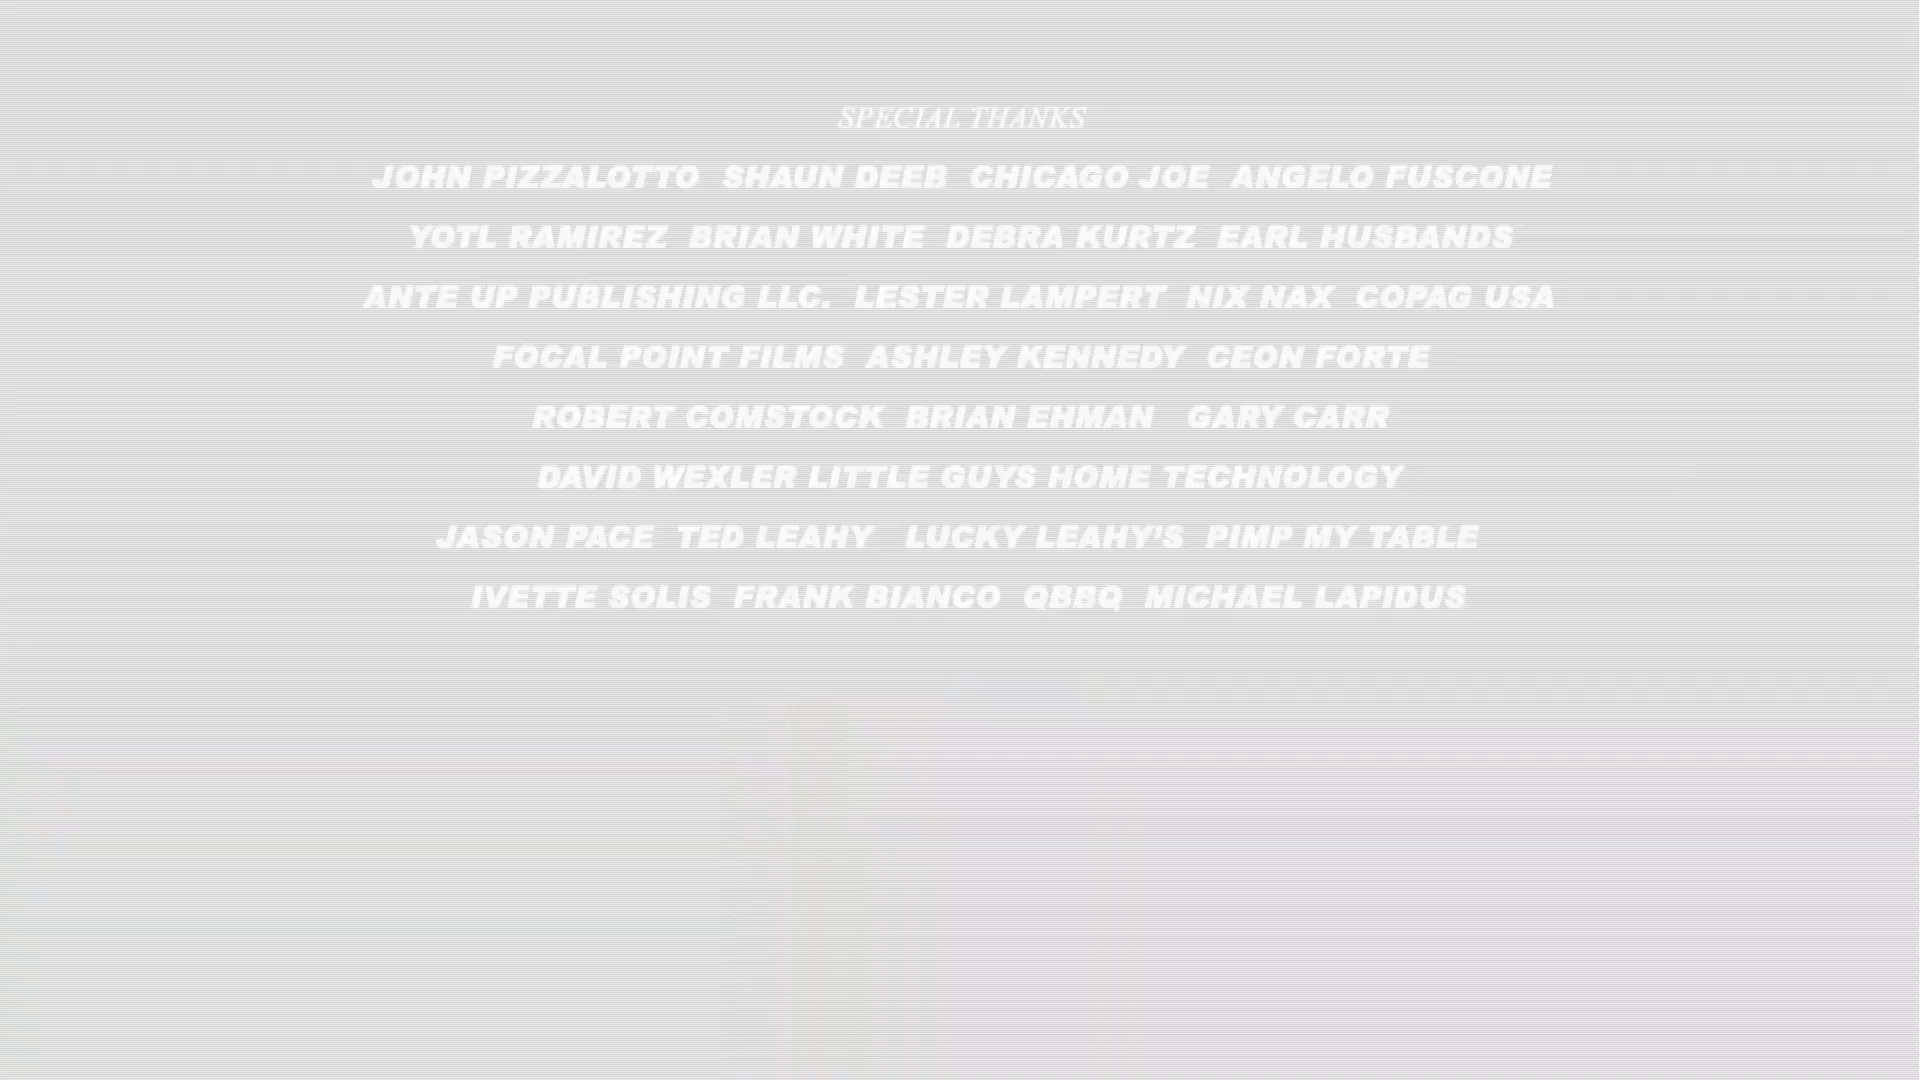 SPECIAL THANKS
JOHN PIZZALOTTO  SHAUN DEEB  CHICAGO JOE  ANGELO FUSCONE
YOTL RAMIREZ  BRIAN WHITE  DEBRA KURTZ  EARL HUSBANDS
ANTE UP PUBLISHING LLC.  LESTER LAMPERT  NIX NAX  COPAG USA
FOCAL POINT FILMS  ASHLEY KENNEDY  CEON FORTE
ROBERT COMSTOCK  BRIAN EHMAN  GARY CARR
DAVID WEXLER LITTLE GUYS HOME TECHNOLOGY
JASON PACE  TED LEAHY  LUCKY LEAHY'S  PIMP MY TABLE
IVETTE SOLIS  FRANK BIANCO  QBBQ  MICHAEL LAPIDUS